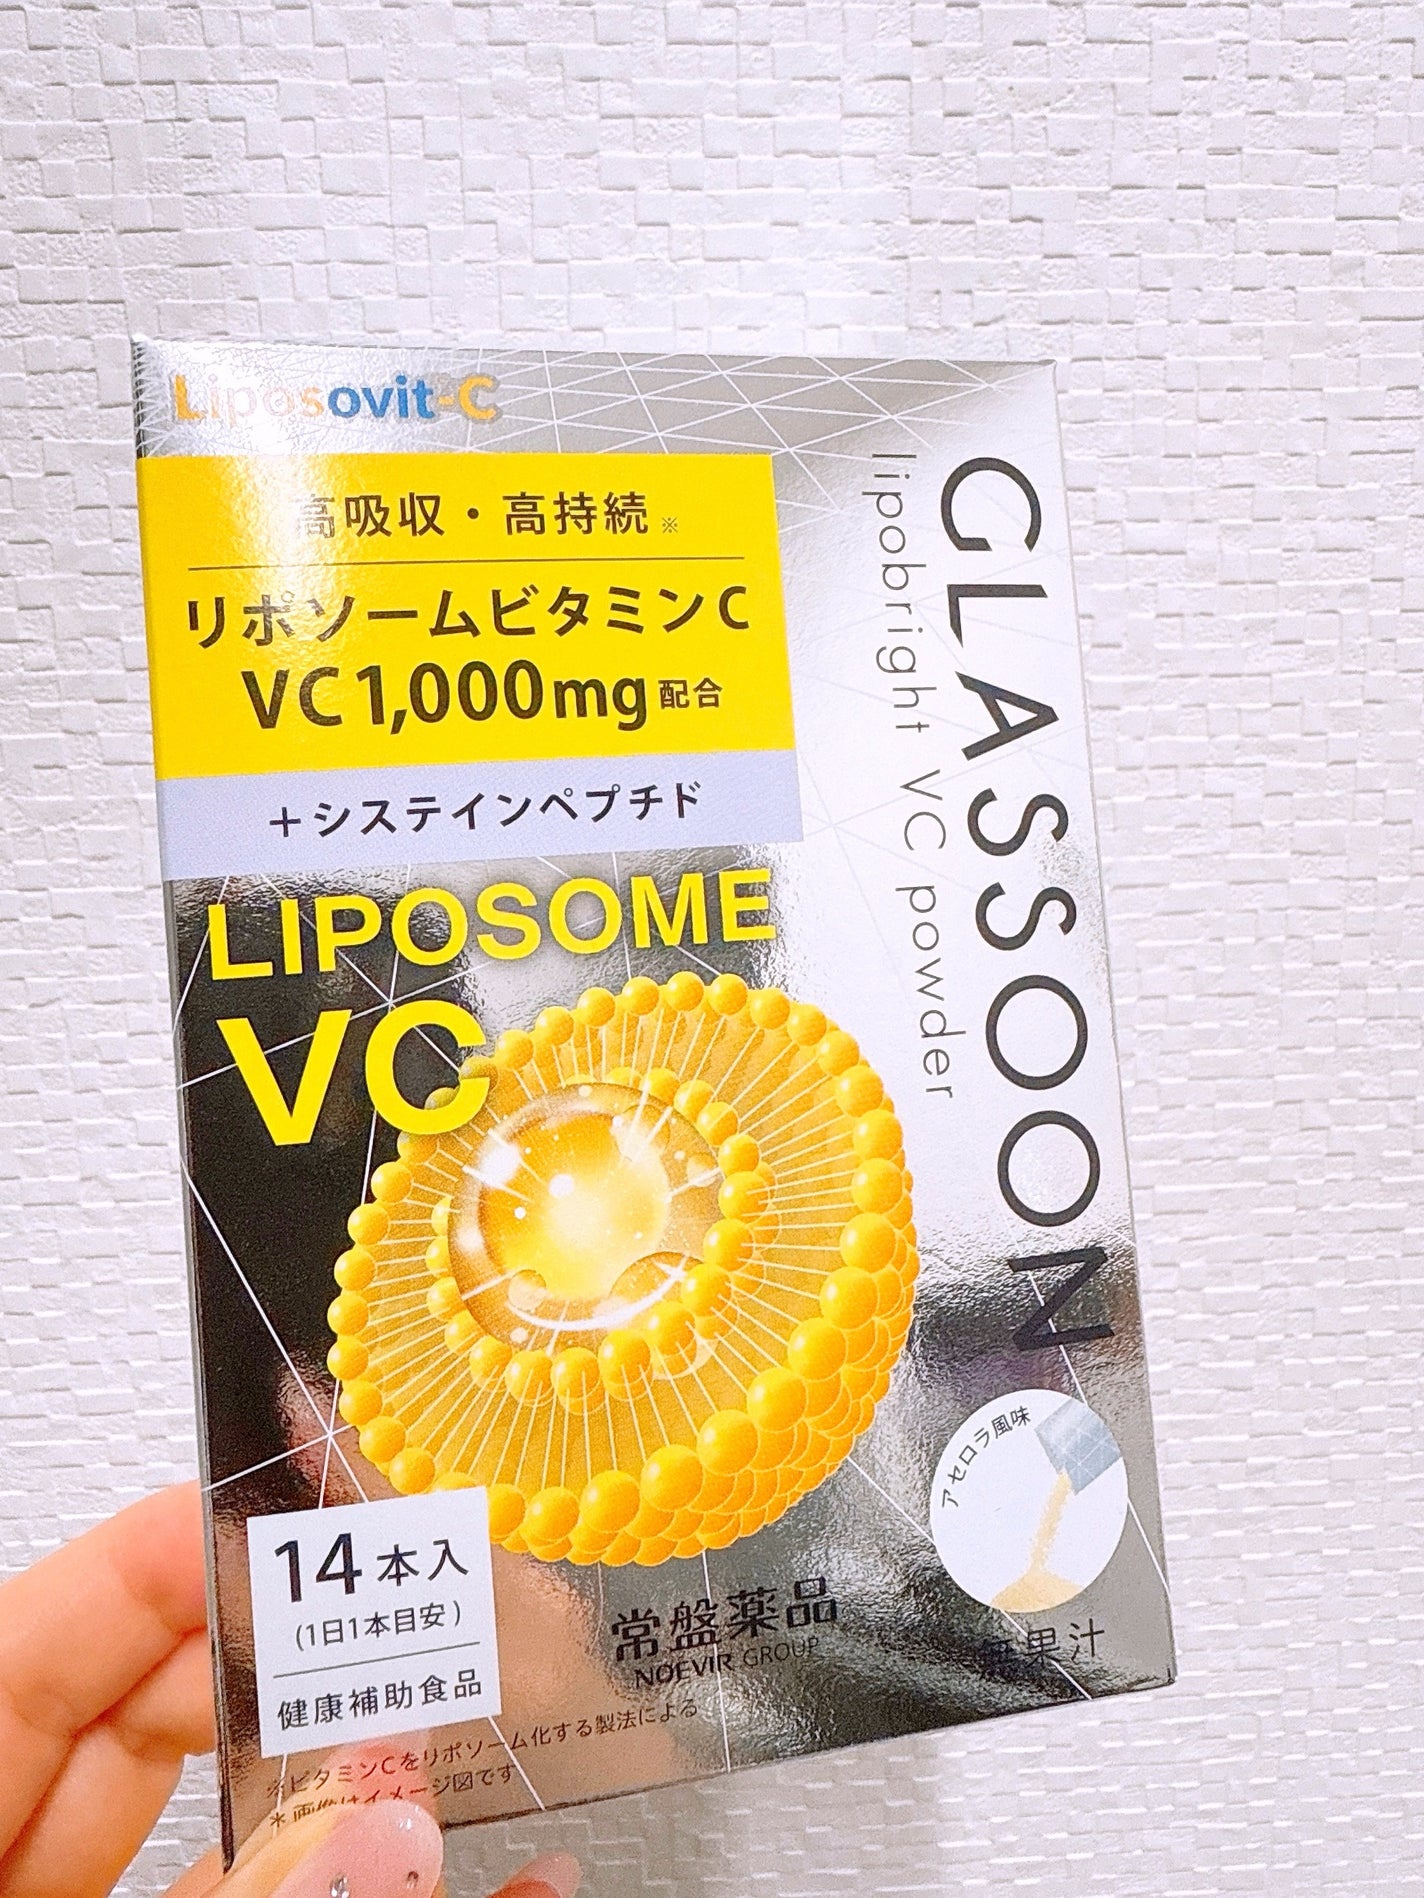 Liposovit-C
高吸収・高持続※
リポソームビタミンC
VC1,000mg配合
+システインペプチド
LIPOSOME
VC
GLASSOON
lipobright VC powder
アセロラ風味
無果汁
14本入
(1日1本目安)
健康補助食品
常盤薬品
NOEVIR GROUP
※ビタミンCをリポソーム化する製法による
＊画像はイメージ図です